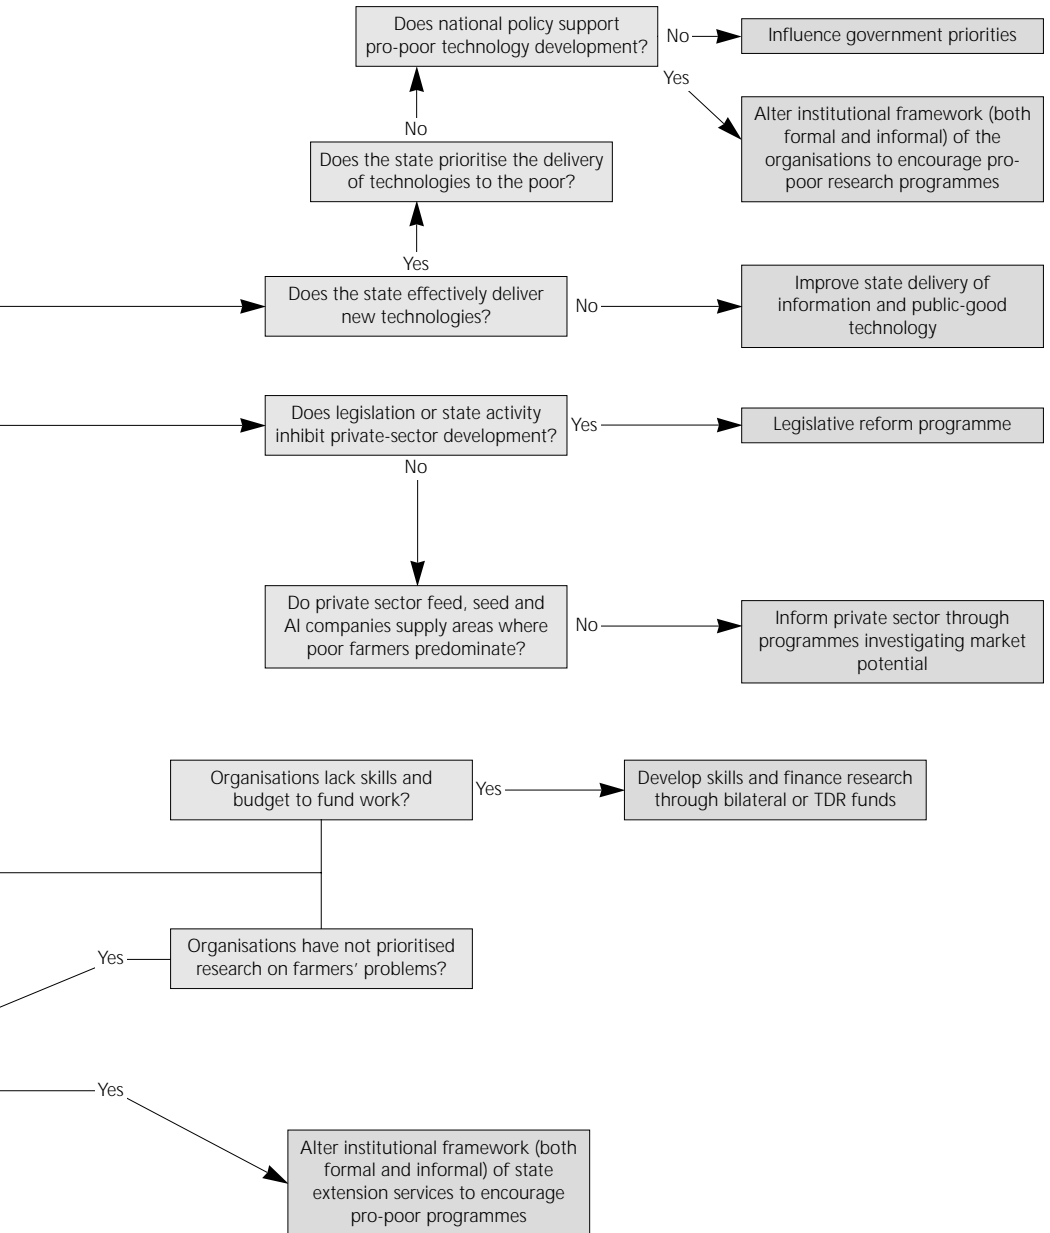 Does national policy support
pro-poor technology development?
No
Influence government priorities
Yes
Alter institutional framework (both
formal and informal) of the
organisations to encourage pro-
poor research programmes
No
Does the state prioritise the delivery
of technologies to the poor?
Yes
Does the state effectively deliver
new technologies?
No
Improve state delivery of
information and public-good
technology
Does legislation or state activity
inhibit private-sector development?
Yes
Legislative reform programme
No
Do private sector feed, seed and
AI companies supply areas where
poor farmers predominate?
No
Inform private sector through
programmes investigating market
potential
Organisations lack skills and
budget to fund work?
Yes
Develop skills and finance research
through bilateral or TDR funds
Yes
Organisations have not prioritised
research on farmers' problems?
Yes
Alter institutional framework (both
formal and informal) of state
extension services to encourage
pro-poor programmes